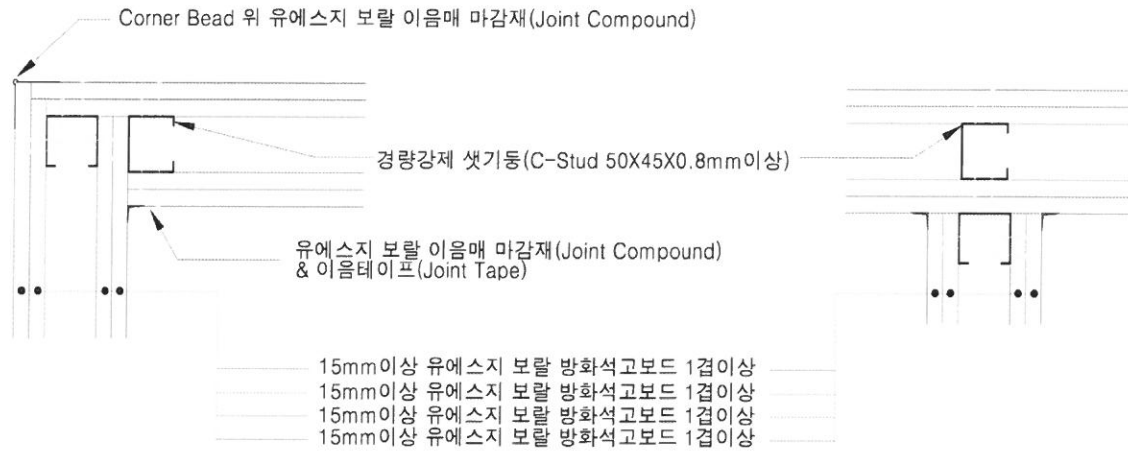 Corner Bead 위 유에스지 보랄 이음매 마감재(Joint Compound)
경량강제 샛기둥(C-Stud 50X45X0.8mm이상)
유에스지 보랄 이음매 마감재(Joint Compound)
& 이음테이프(Joint Tape)
15mm이상 유에스지 보랄 방화석고보드 1겹이상
15mm이상 유에스지 보랄 방화석고보드 1겹이상
15mm이상 유에스지 보랄 방화석고보드 1겹이상
15mm이상 유에스지 보랄 방화석고보드 1겹이상